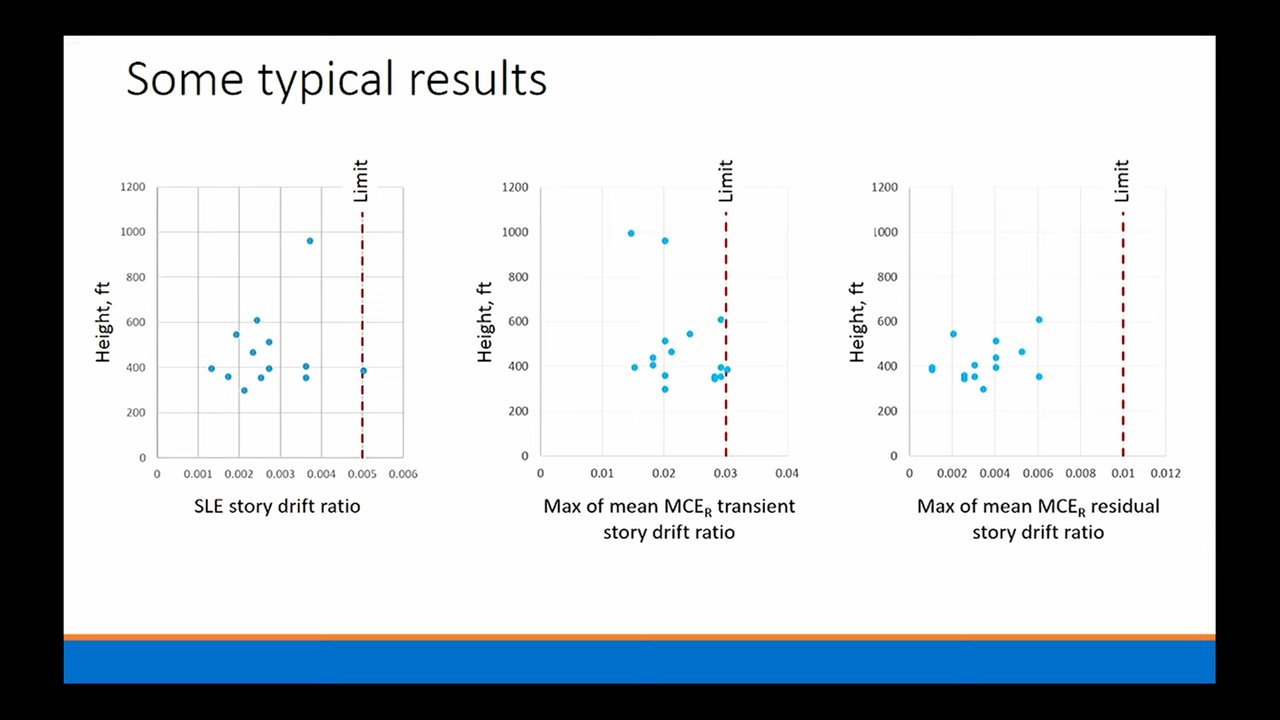 Some typical results
Limit
1200
1000
800
600
400
200
0
Height, ft
0 0.001 0.002 0.003 0.004 0.005 0.006
SLE story drift ratio
Limit
1200
1000
800
600
400
200
0
Height, ft
0 0.01 0.02 0.03 0.04
Max of mean MCER transient
story drift ratio
Limit
1200
1000
800
600
400
200
0
Height, ft
0 0.002 0.004 0.006 0.008 0.01 0.012
Max of mean MCER residual
story drift ratio